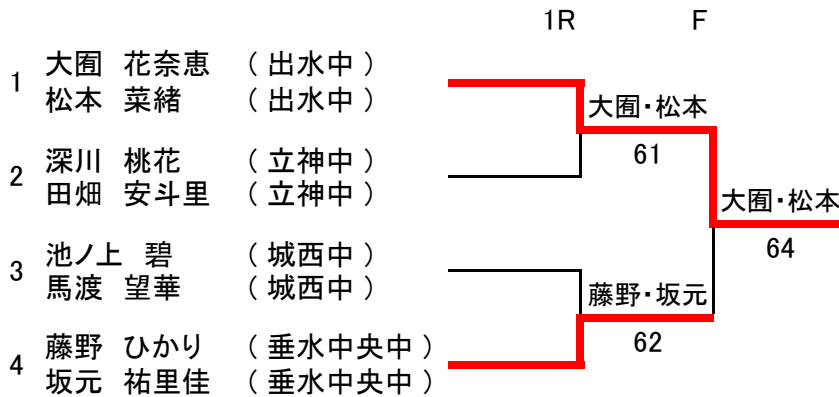 1R F
1 大囿 花奈恵 ( 出水中 )
松本 菜緒 ( 出水中 )
大囿・松本
61
2 深川 桃花 ( 立神中 )
田畑 安斗里 ( 立神中 )
大囿・松本
64
3 池ノ上 碧 ( 城西中 )
馬渡 望華 ( 城西中 )
藤野・坂元
62
4 藤野 ひかり ( 垂水中央中 )
坂元 祐里佳 ( 垂水中央中 )